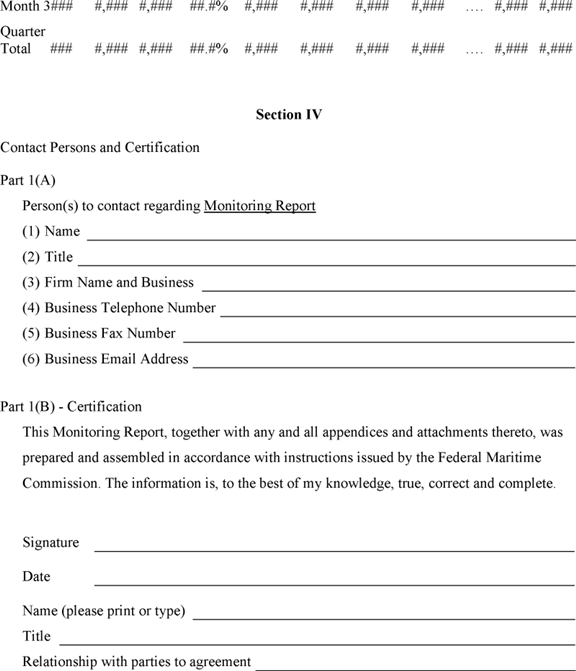 Month 3 ### #,### #,### ##.#% #,### #,### #,### #,### .... #,### #,###
Quarter
Total ### #,### #,### ##.#% #,### #,### #,### #,### .... #,### #,###
Section IV
Contact Persons and Certification
Part 1(A)
Person(s) to contact regarding Monitoring Report
(1) Name
(2) Title
(3) Firm Name and Business
(4) Business Telephone Number
(5) Business Fax Number
(6) Business Email Address
Part 1(B) - Certification
This Monitoring Report, together with any and all appendices and attachments thereto, was
prepared and assembled in accordance with instructions issued by the Federal Maritime
Commission. The information is, to the best of my knowledge, true, correct and complete.
Signature
Date
Name (please print or type)
Title
Relationship with parties to agreement